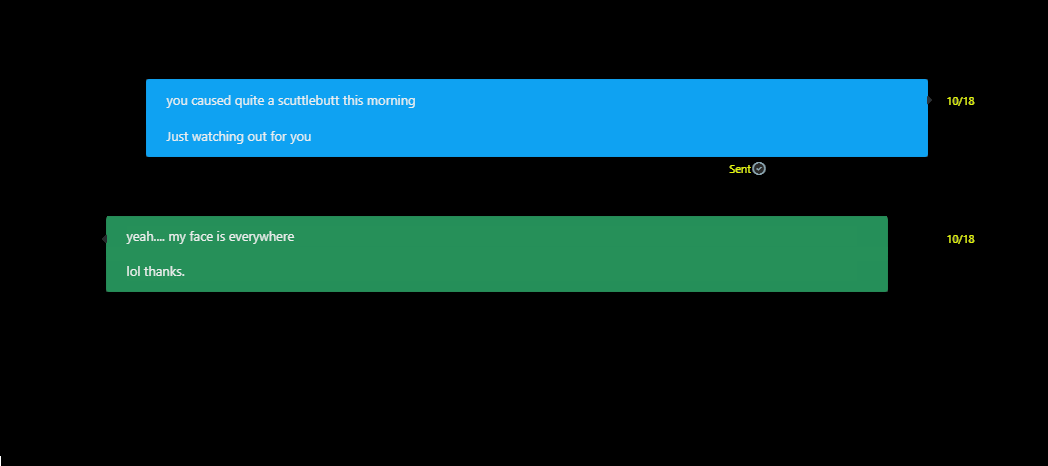 you caused quite a scuttlebutt this morning
10/18
Just watching out for you
Sent
yeah.... my face is everywhere
10/18
lol thanks.